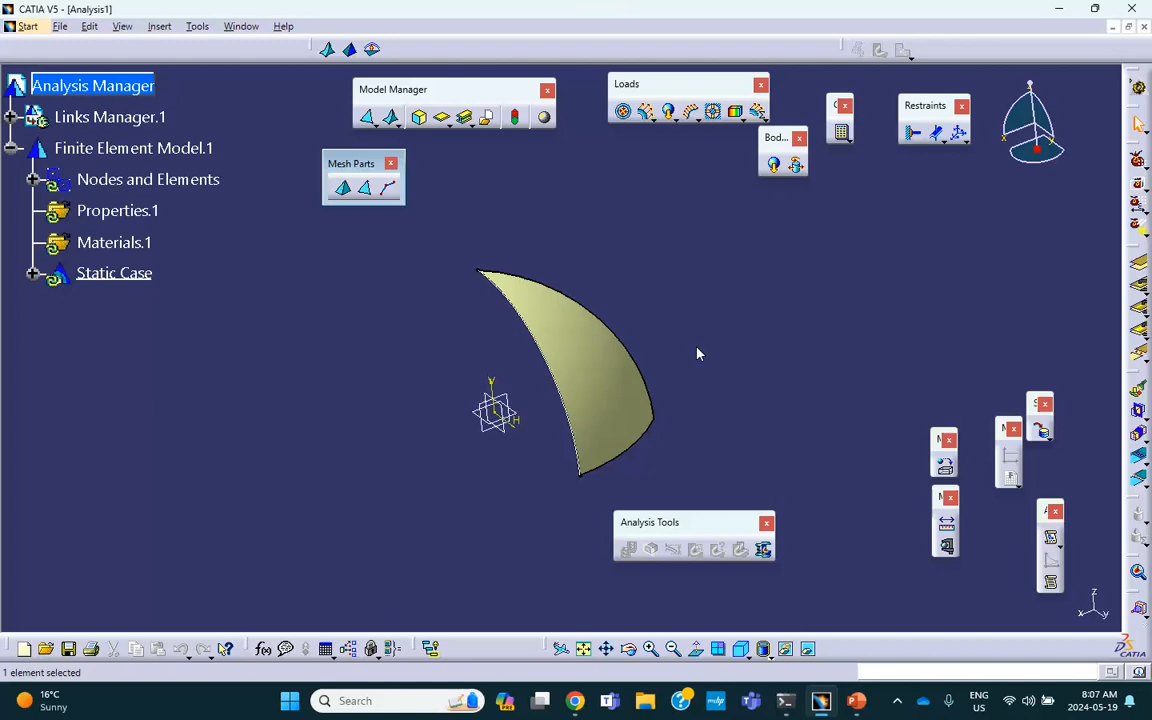 CATIA V5 - [Analysis1]
Start File Edit View Insert Tools Window Help
Analysis Manager
Links Manager.1
Finite Element Model.1
Nodes and Elements
Properties.1
Materials.1
Static Case
Model Manager
Mesh Parts
Loads
Bod...
Restraints
Analysis Tools
V
H
z
x
y
z
x
y
CATIA
1 element selected
16°C
Sunny
Search
ENG
US
8:07 AM
2024-05-19